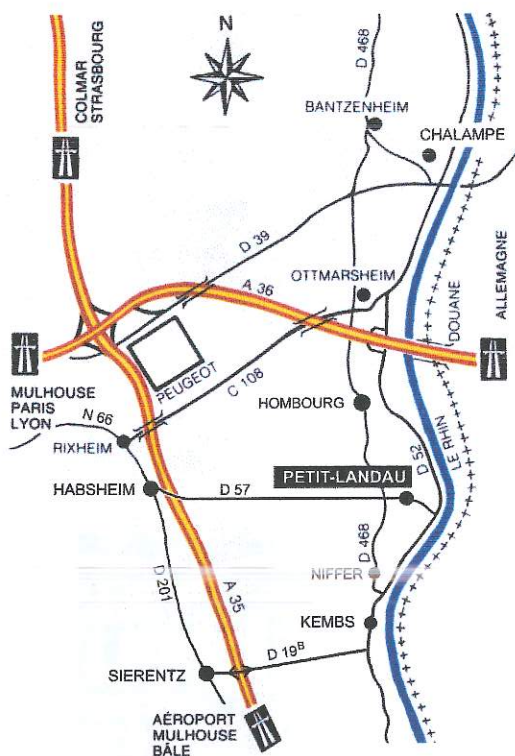 N
D 468
COLMAR
STRASBOURG
BANTZENHEIM
CHALAMPE
D 39
OTTMARSHEIM
A 36
ALLEMAGNE
DOUANE
MULHOUSE
PARIS
LYON
PEUGEOT
C 108
HOMBOURG
N 66
RIXHEIM
D 52
LE RHIN
HABSHEIM
D 57
PETIT-LANDAU
D 468
NIFFER
D 201
A 35
KEMBS
D 19ᴮ
SIERENTZ
AÉROPORT
MULHOUSE
BÂLE